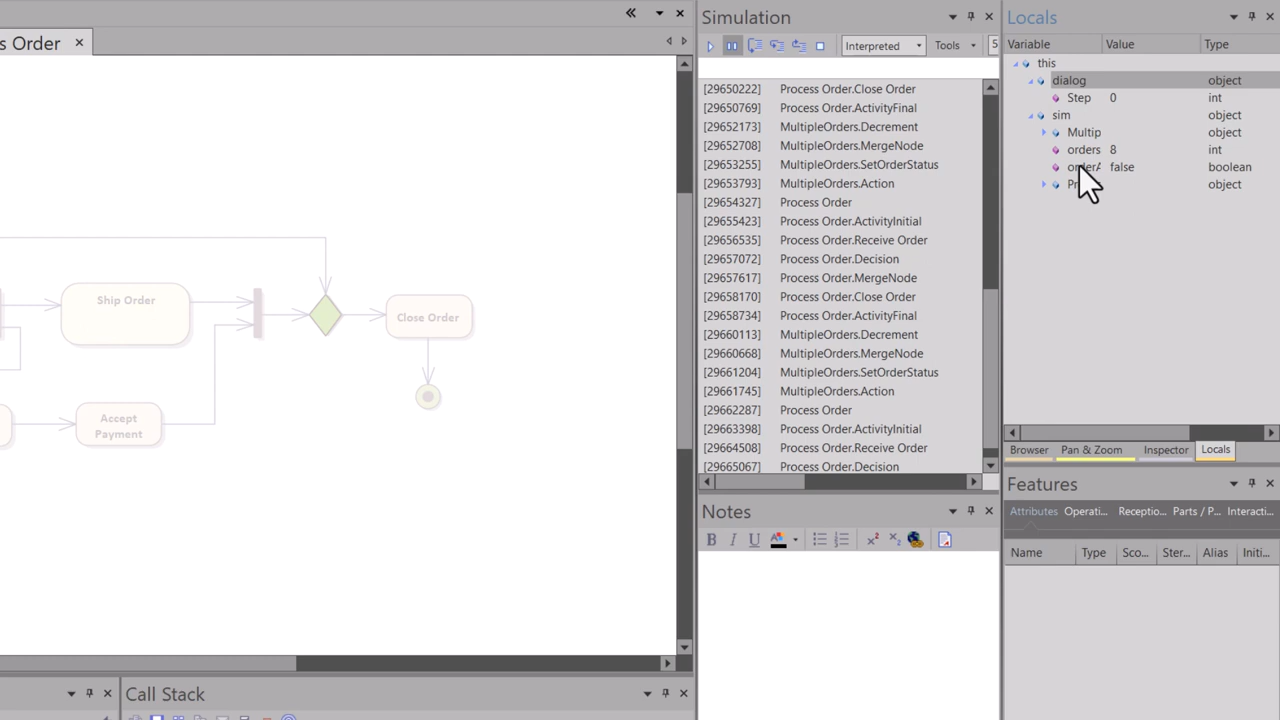 s Order
Ship Order
Close Order
Accept
Payment
Call Stack
Simulation
Interpreted
Tools
5
[29650222] Process Order.Close Order
[29650769] Process Order.ActivityFinal
[29652173] MultipleOrders.Decrement
[29652708] MultipleOrders.MergeNode
[29653255] MultipleOrders.SetOrderStatus
[29653793] MultipleOrders.Action
[29654327] Process Order
[29655423] Process Order.ActivityInitial
[29656535] Process Order.Receive Order
[29657072] Process Order.Decision
[29657617] Process Order.MergeNode
[29658170] Process Order.Close Order
[29658734] Process Order.ActivityFinal
[29660113] MultipleOrders.Decrement
[29660668] MultipleOrders.MergeNode
[29661204] MultipleOrders.SetOrderStatus
[29661745] MultipleOrders.Action
[29662287] Process Order
[29663398] Process Order.ActivityInitial
[29664508] Process Order.Receive Order
[29665067] Process Order.Decision
Notes
B I U
Locals
Variable Value Type
this
dialog object
Step 0 int
sim object
Multip object
orders 8 int
orderA false boolean
Pr object
Browser Pan & Zoom Inspector Locals
Features
Attributes Operati... Receptio... Parts / P... Interacti...
Name Type Sco... Ster... Alias Initi...